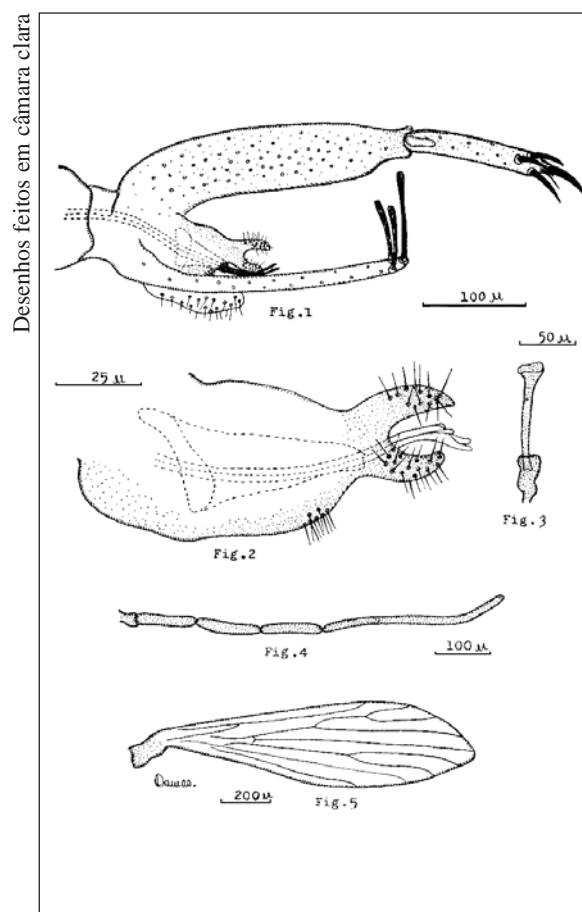 Desenhos feitos em câmara clara
100 µ
Fig.1
50 µ
25 µ
Fig.3
Fig.2
Fig.4
100 µ
200 µ
Fig.5